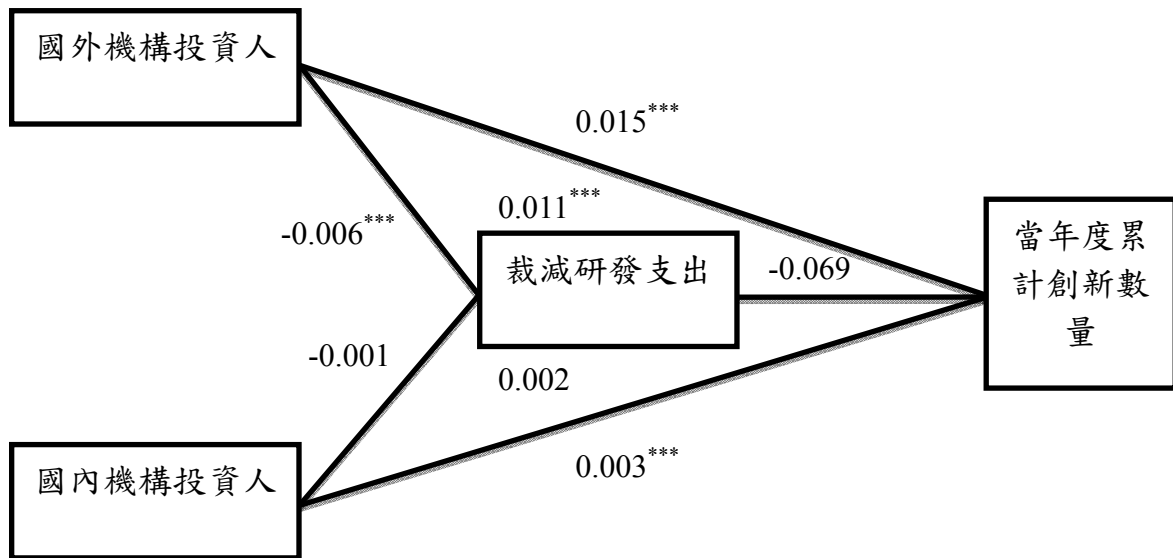 國外機構投資人
0.015***
0.011***
-0.006***
裁減研發支出
-0.069
當年度累
計創新數
量
-0.001
0.002
國內機構投資人
0.003***